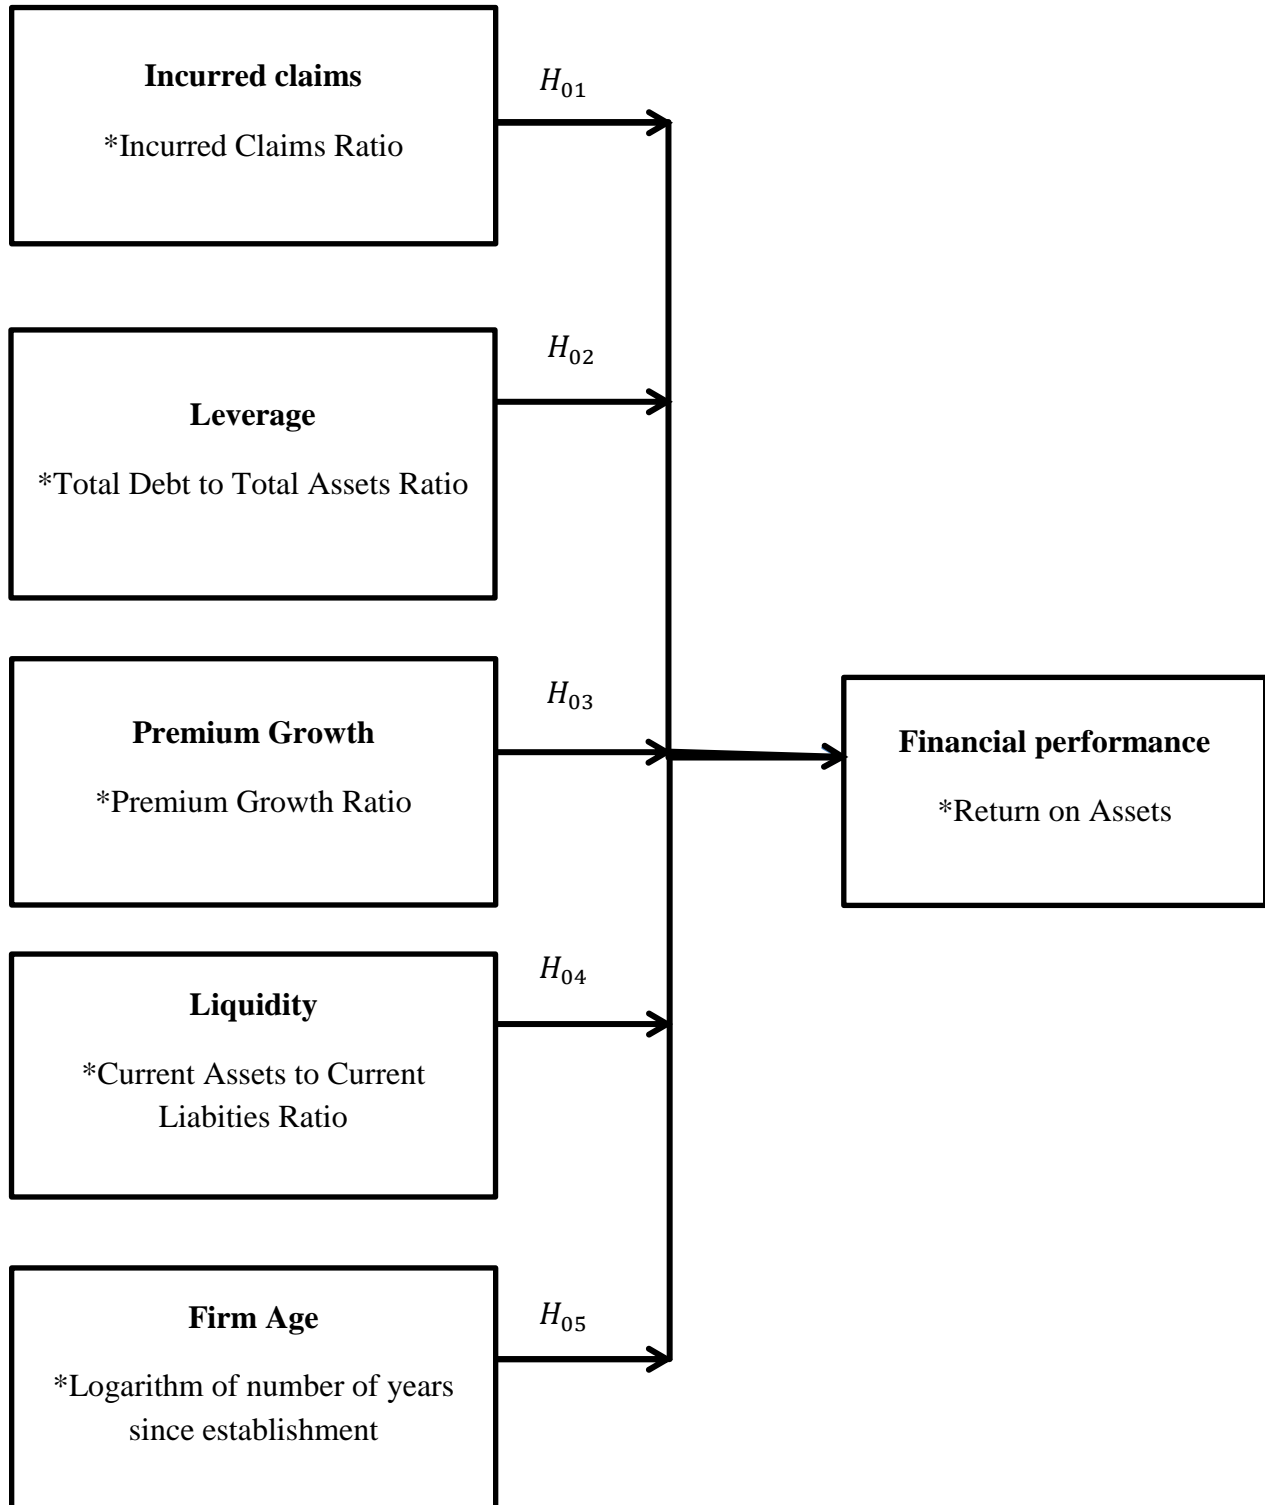 Incurred claims
*Incurred Claims Ratio
H₀₁
Leverage
*Total Debt to Total Assets Ratio
H₀₂
Premium Growth
*Premium Growth Ratio
H₀₃
Liquidity
*Current Assets to Current
Liabities Ratio
H₀₄
Firm Age
*Logarithm of number of years
since establishment
H₀₅
Financial performance
*Return on Assets